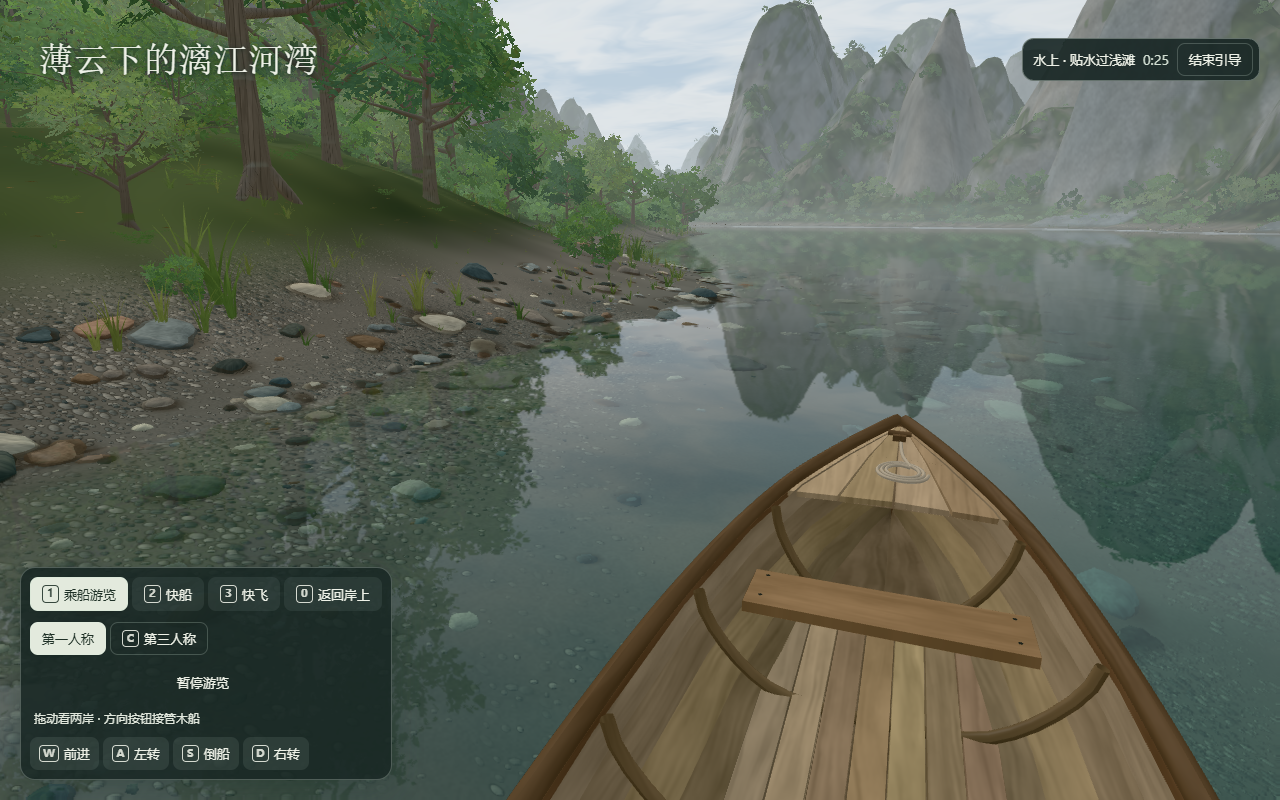 薄云下的漓江河湾
水上 · 贴水过浅滩 0:25 结束引导
1 乘船游览 2 快船 3 快飞 0 返回岸上
第一人称 C 第三人称
暂停游览
拖动看两岸 · 方向按钮接管木船
W 前进 A 左转 S 倒船 D 右转